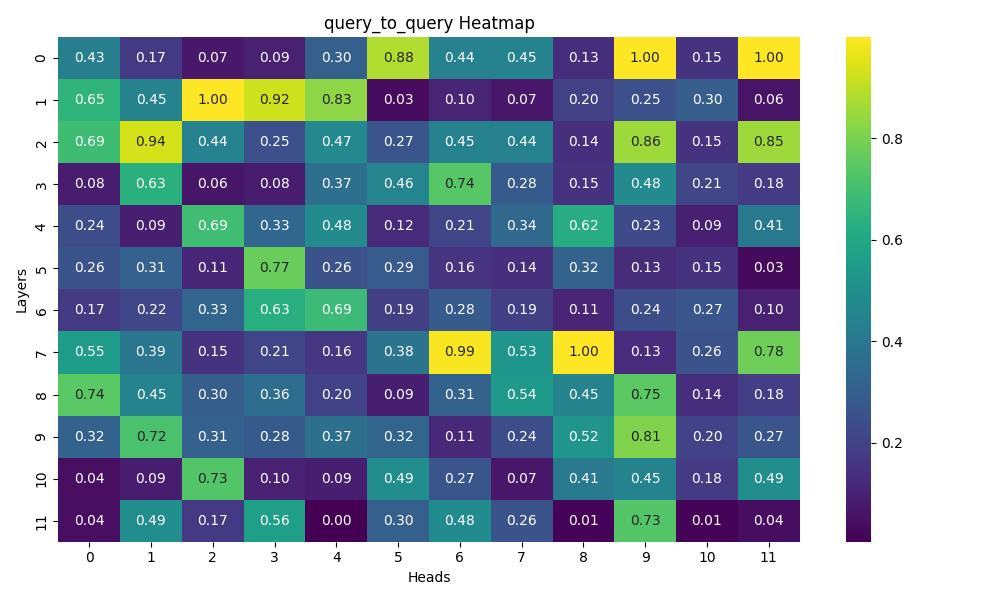 query_to_query Heatmap
0 0.43 0.17 0.07 0.09 0.30 0.88 0.44 0.45 0.13 1.00 0.15 1.00
1 0.65 0.45 1.00 0.92 0.83 0.03 0.10 0.07 0.20 0.25 0.30 0.06
2 0.69 0.94 0.44 0.25 0.47 0.27 0.45 0.44 0.14 0.86 0.15 0.85
3 0.08 0.63 0.06 0.08 0.37 0.46 0.74 0.28 0.15 0.48 0.21 0.18
4 0.24 0.09 0.69 0.33 0.48 0.12 0.21 0.34 0.62 0.23 0.09 0.41
5 0.26 0.31 0.11 0.77 0.26 0.29 0.16 0.14 0.32 0.13 0.15 0.03
6 0.17 0.22 0.33 0.63 0.69 0.19 0.28 0.19 0.11 0.24 0.27 0.10
7 0.55 0.39 0.15 0.21 0.16 0.38 0.99 0.53 1.00 0.13 0.26 0.78
8 0.74 0.45 0.30 0.36 0.20 0.09 0.31 0.54 0.45 0.75 0.14 0.18
9 0.32 0.72 0.31 0.28 0.37 0.32 0.11 0.24 0.52 0.81 0.20 0.27
10 0.04 0.09 0.73 0.10 0.09 0.49 0.27 0.07 0.41 0.45 0.18 0.49
11 0.04 0.49 0.17 0.56 0.00 0.30 0.48 0.26 0.01 0.73 0.01 0.04
0 1 2 3 4 5 6 7 8 9 10 11
Heads
Layers
0.8
0.6
0.4
0.2